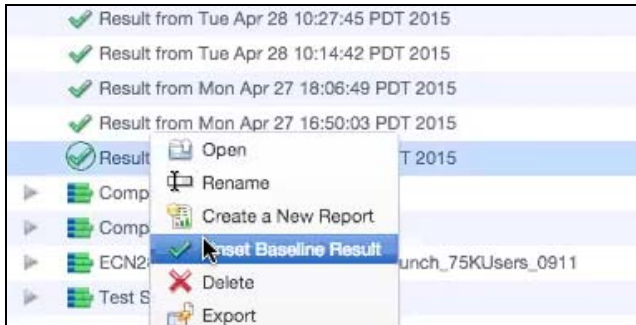 Result from Tue Apr 28 10:27:45 PDT 2015
Result from Tue Apr 28 10:14:42 PDT 2015
Result from Mon Apr 27 18:06:49 PDT 2015
Result from Mon Apr 27 16:50:03 PDT 2015
Result T 2015
Open
Rename
Comp
Create a New Report
Comp
Unset Baseline Result
ECN2 unch_75KUsers_0911
Delete
Test S
Export